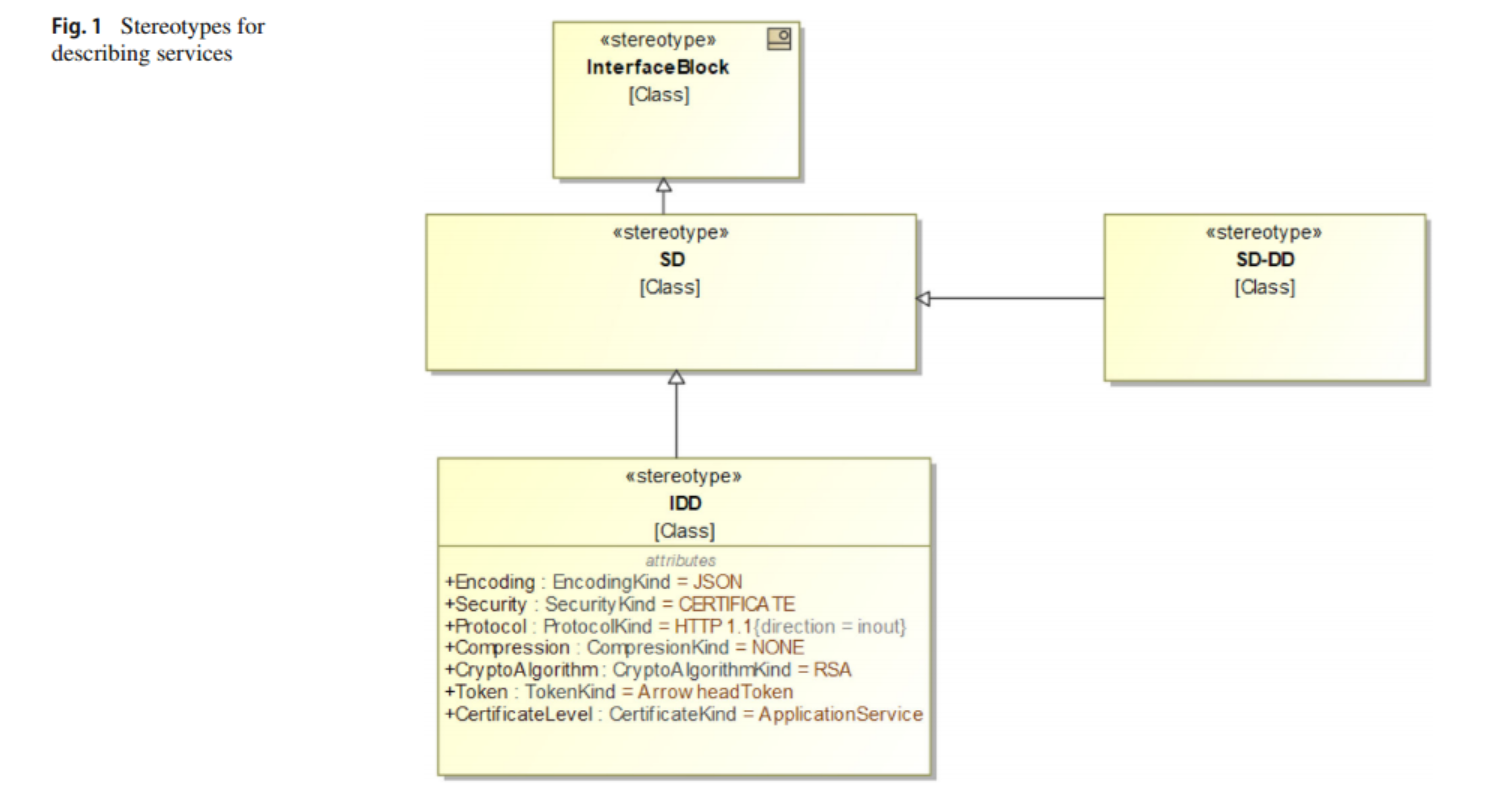 Fig. 1 Stereotypes for
describing services
«stereotype»
InterfaceBlock
[Class]
«stereotype»
SD
[Class]
«stereotype»
SD-DD
[Class]
«stereotype»
IDD
[Class]
attributes
+Encoding : EncodingKind = JSON
+Security : SecurityKind = CERTIFICATE
+Protocol : ProtocolKind = HTTP 1.1{direction = inout}
+Compression : CompresionKind = NONE
+CryptoAlgorithm : CryptoAlgorithmKind = RSA
+Token : TokenKind = ArrowheadToken
+CertificateLevel : CertificateKind = ApplicationService